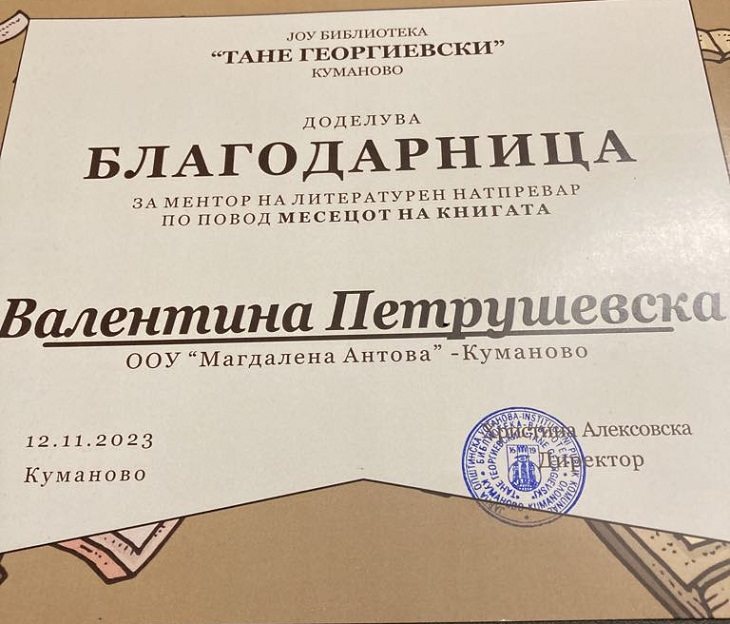 ЈОУ БИБЛИОТЕКА
“ТАНЕ ГЕОРГИЕВСКИ”
КУМАНОВО
ДОДЕЛУВА
БЛАГОДАРНИЦА
ЗА МЕНТОР НА ЛИТЕРАТУРЕН НАТПРЕВАР
ПО ПОВОД МЕСЕЦОТ НА КНИГАТА
Валентина Петрушевска
ООУ “Магдалена Антова” -Куманово
12.11.2023
Куманово
Кристина Алексовска
Директор